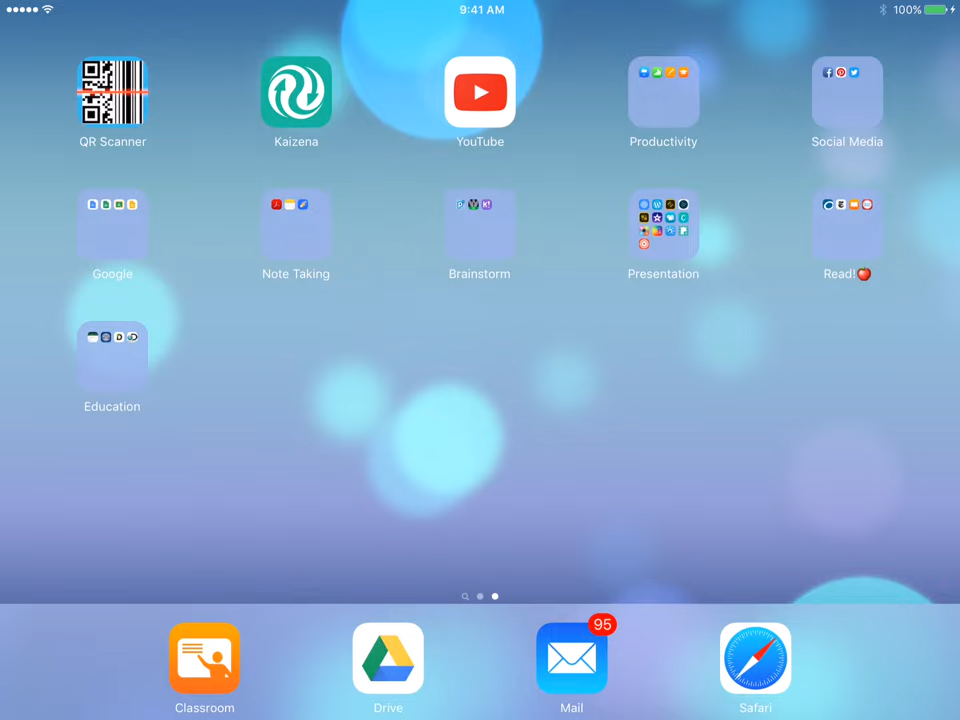 9:41 AM
100%
QR Scanner
Kaizena
YouTube
Productivity
Social Media
Google
Note Taking
Brainstorm
Presentation
Read!🍎
Education
95
Classroom
Drive
Mail
Safari